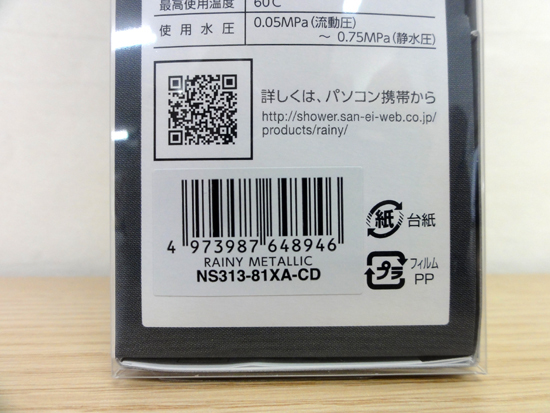 最高使用温度 60℃
使用水圧 0.05MPa(流動圧)
～ 0.75MPa(静水圧)
詳しくは、パソコン携帯から
http://shower.san-ei-web.co.jp/
products/rainy/
4 973987 648946
RAINY METALLIC
NS313-81XA-CD
紙 台紙
プラ フィルム
PP